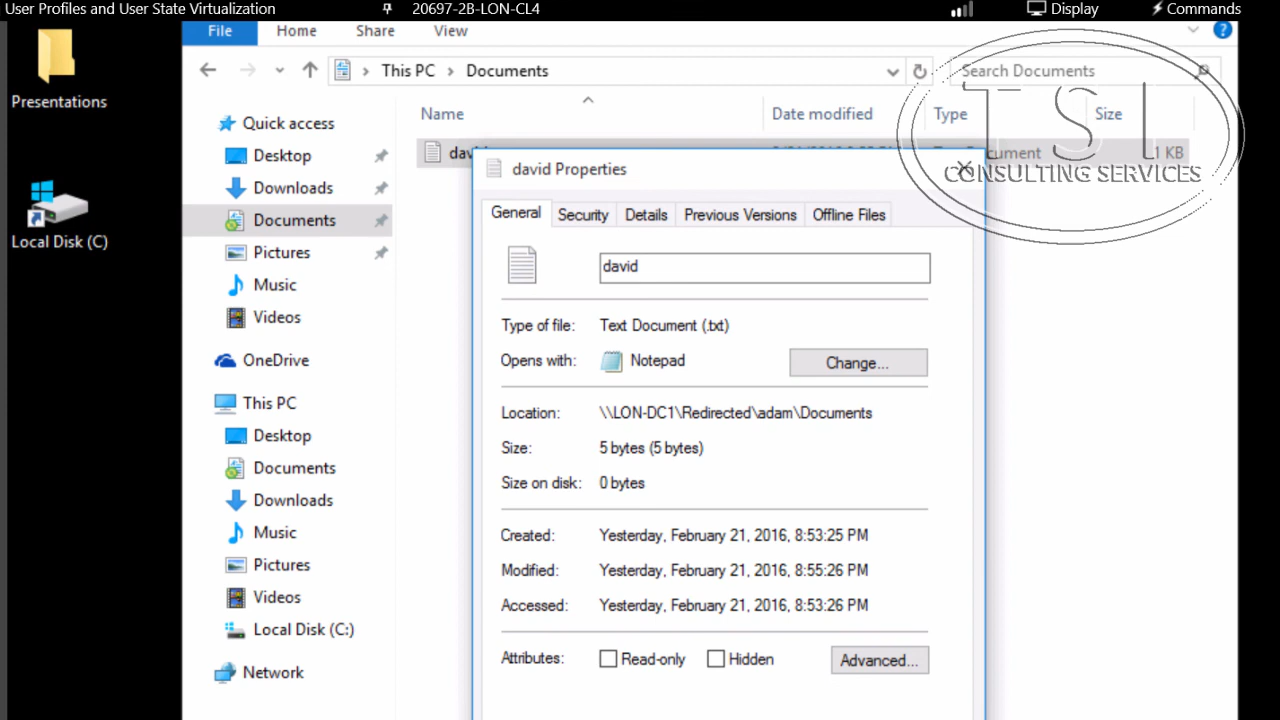 User Profiles and User State Virtualization 20697-2B-LON-CL4 Display Commands
File Home Share View
This PC > Documents Search Documents
Presentations
Local Disk (C)
Quick access
Desktop
Downloads
Documents
Pictures
Music
Videos
OneDrive
This PC
Desktop
Documents
Downloads
Music
Pictures
Videos
Local Disk (C:)
Network
Name Date modified Type Size
Document 1 KB
TSI
CONSULTING SERVICES
david Properties
General Security Details Previous Versions Offline Files
david
Type of file: Text Document (.txt)
Opens with: Notepad Change...
Location: \\LON-DC1\Redirected\adam\Documents
Size: 5 bytes (5 bytes)
Size on disk: 0 bytes
Created: Yesterday, February 21, 2016, 8:53:25 PM
Modified: Yesterday, February 21, 2016, 8:55:26 PM
Accessed: Yesterday, February 21, 2016, 8:53:26 PM
Attributes: Read-only Hidden Advanced...